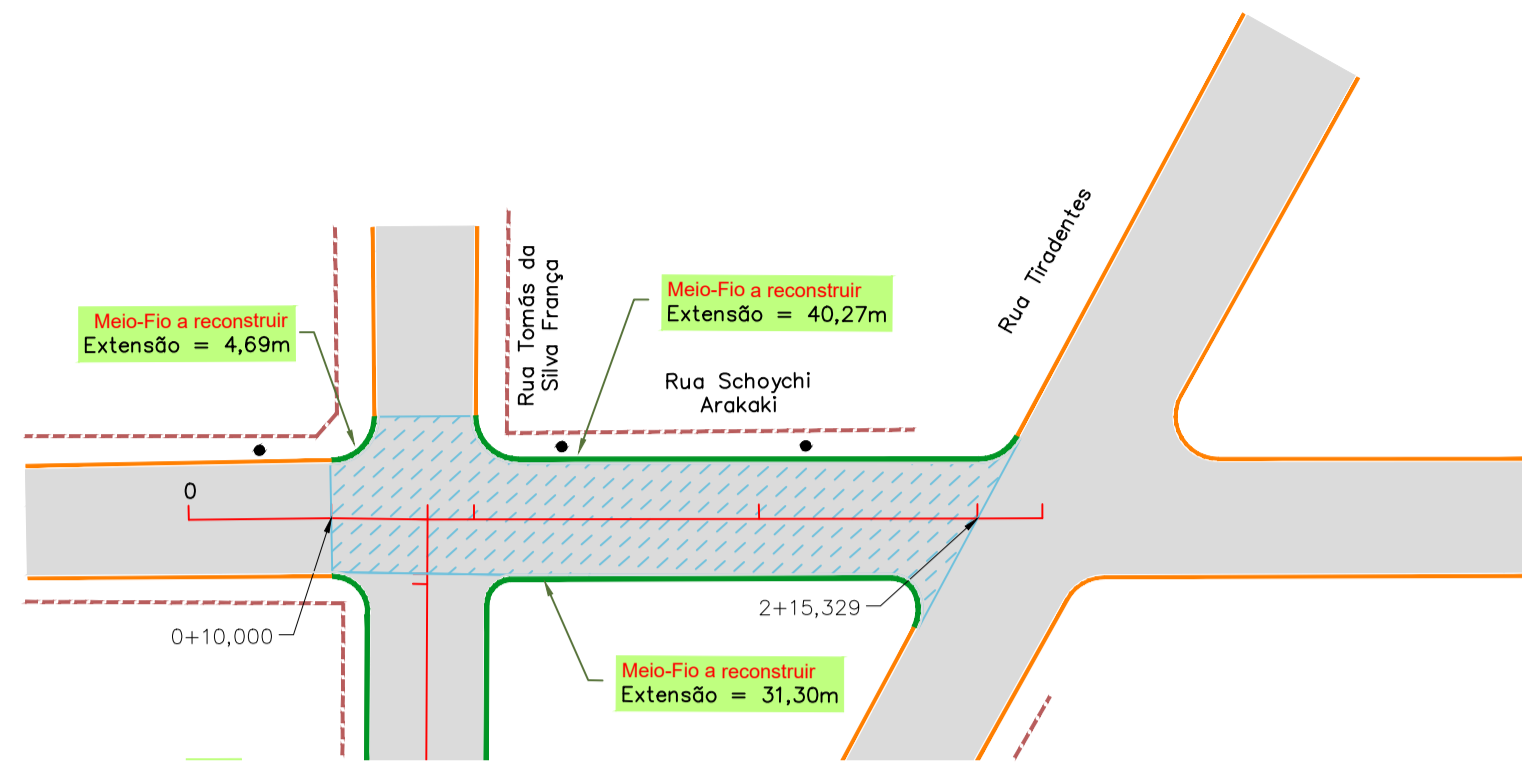 Rua Tiradentes
Rua Tomás da
Silva França
Meio-Fio a reconstruir
Extensão = 40,27m
Meio-Fio a reconstruir
Extensão = 4,69m
Rua Schoychi
Arakaki
0
2+15,329
0+10,000
Meio-Fio a reconstruir
Extensão = 31,30m